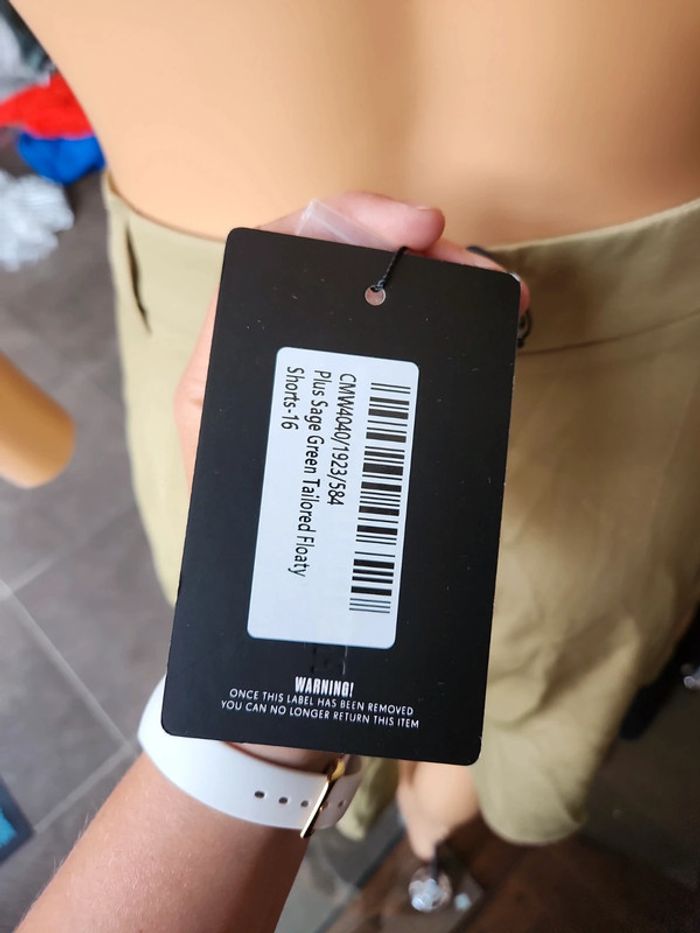 CMW4040/1923/584
Plus Sage Green Tailored Floaty
Shorts-16
WARNING!
ONCE THIS LABEL HAS BEEN REMOVED
YOU CAN NO LONGER RETURN THIS ITEM